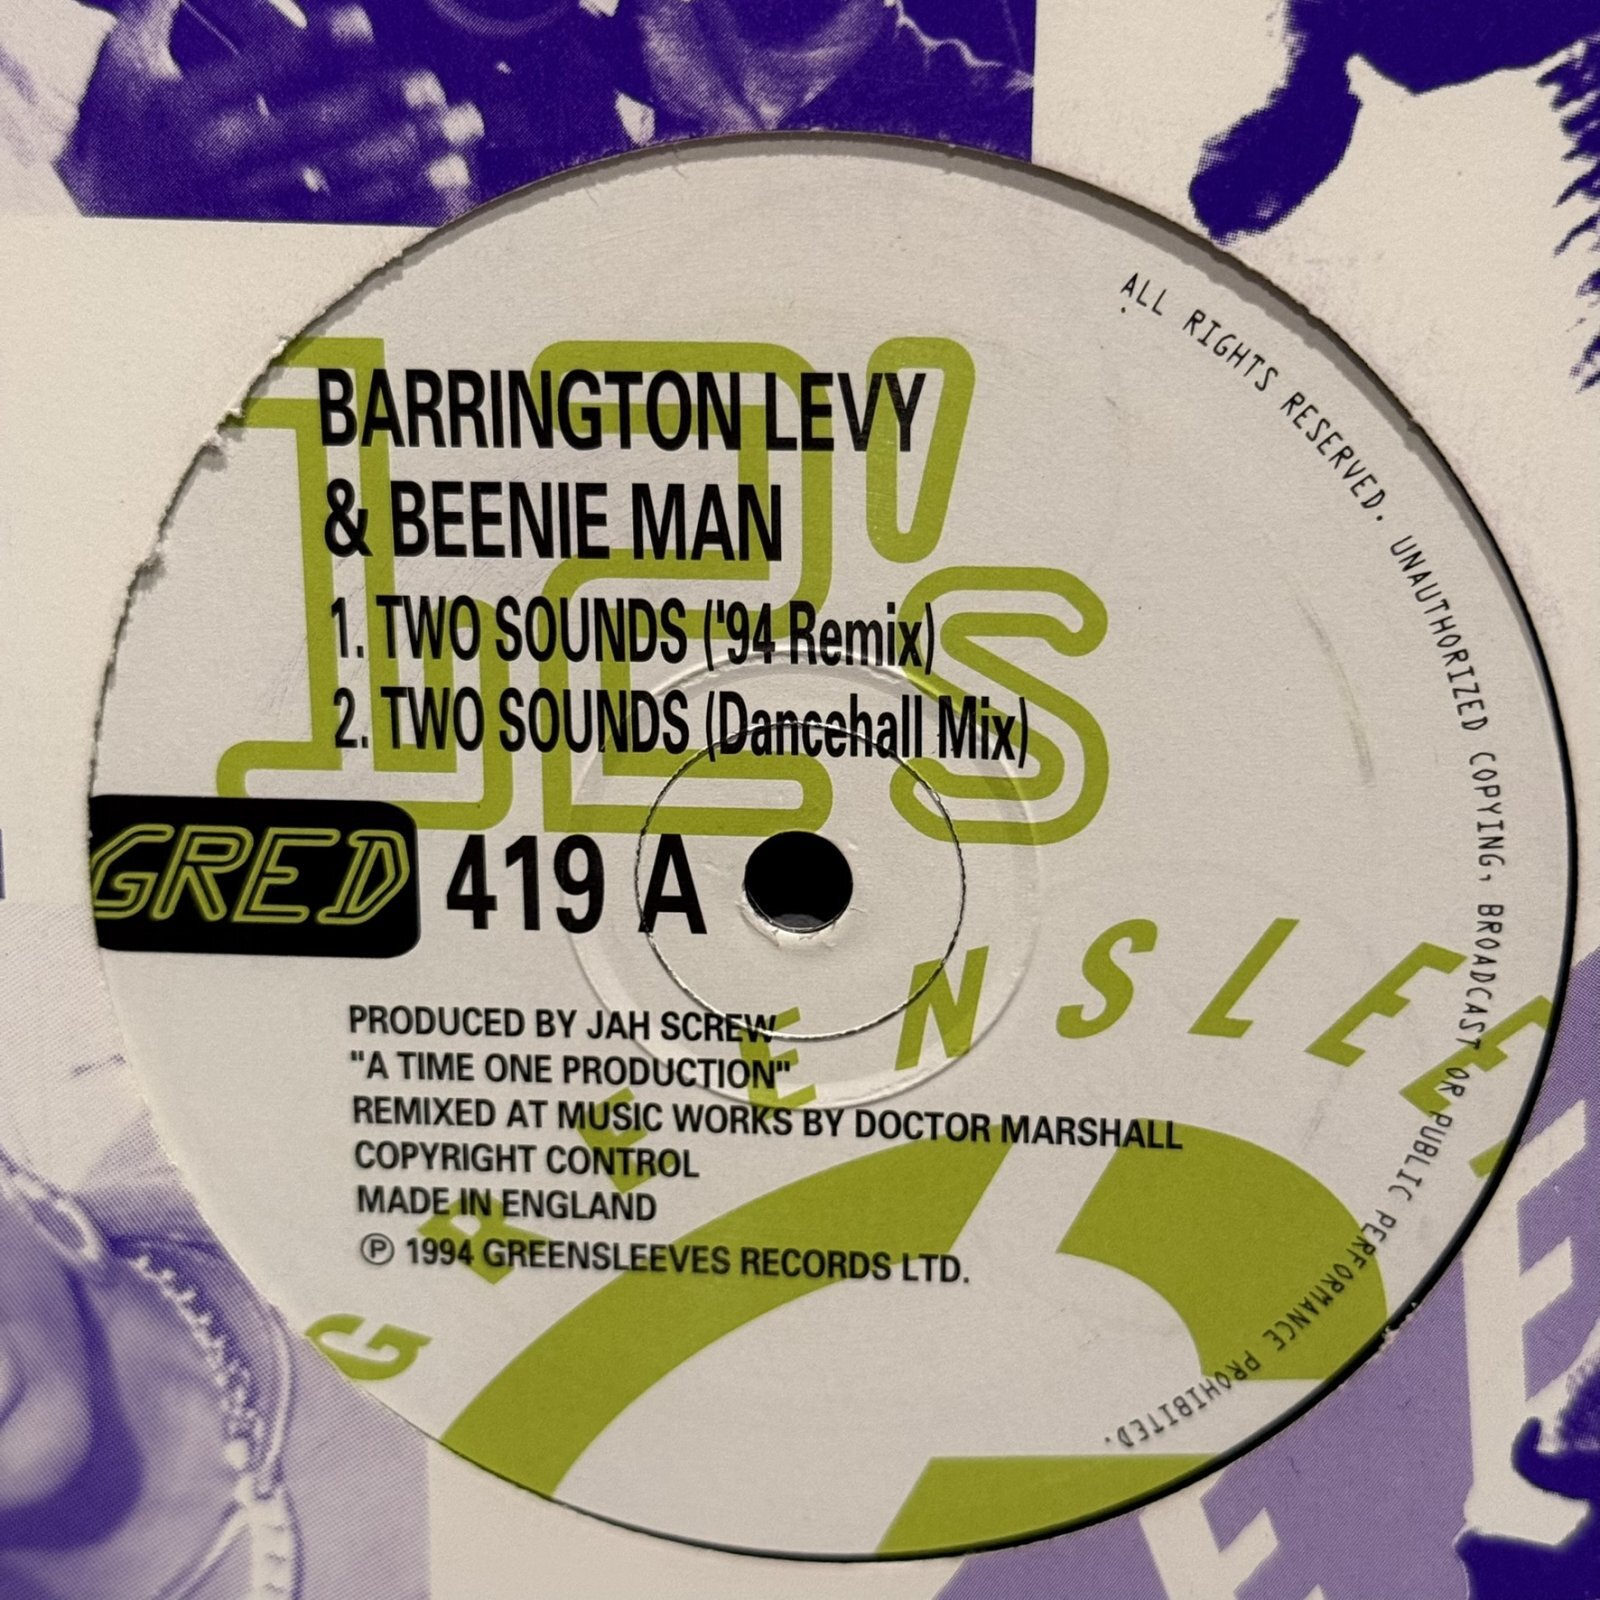 12's
BARRINGTON LEVY
& BEENIE MAN
1. TWO SOUNDS ('94 Remix)
2. TWO SOUNDS (Dancehall Mix)
GRED 419 A
PRODUCED BY JAH SCREW
"A TIME ONE PRODUCTION"
REMIXED AT MUSIC WORKS BY DOCTOR MARSHALL
COPYRIGHT CONTROL
MADE IN ENGLAND
℗ 1994 GREENSLEEVES RECORDS LTD.
GREENSLEE
ALL RIGHTS RESERVED. UNAUTHORIZED COPYING, BROADCAST OR PUBLIC PERFORMANCE PROHIBITED.